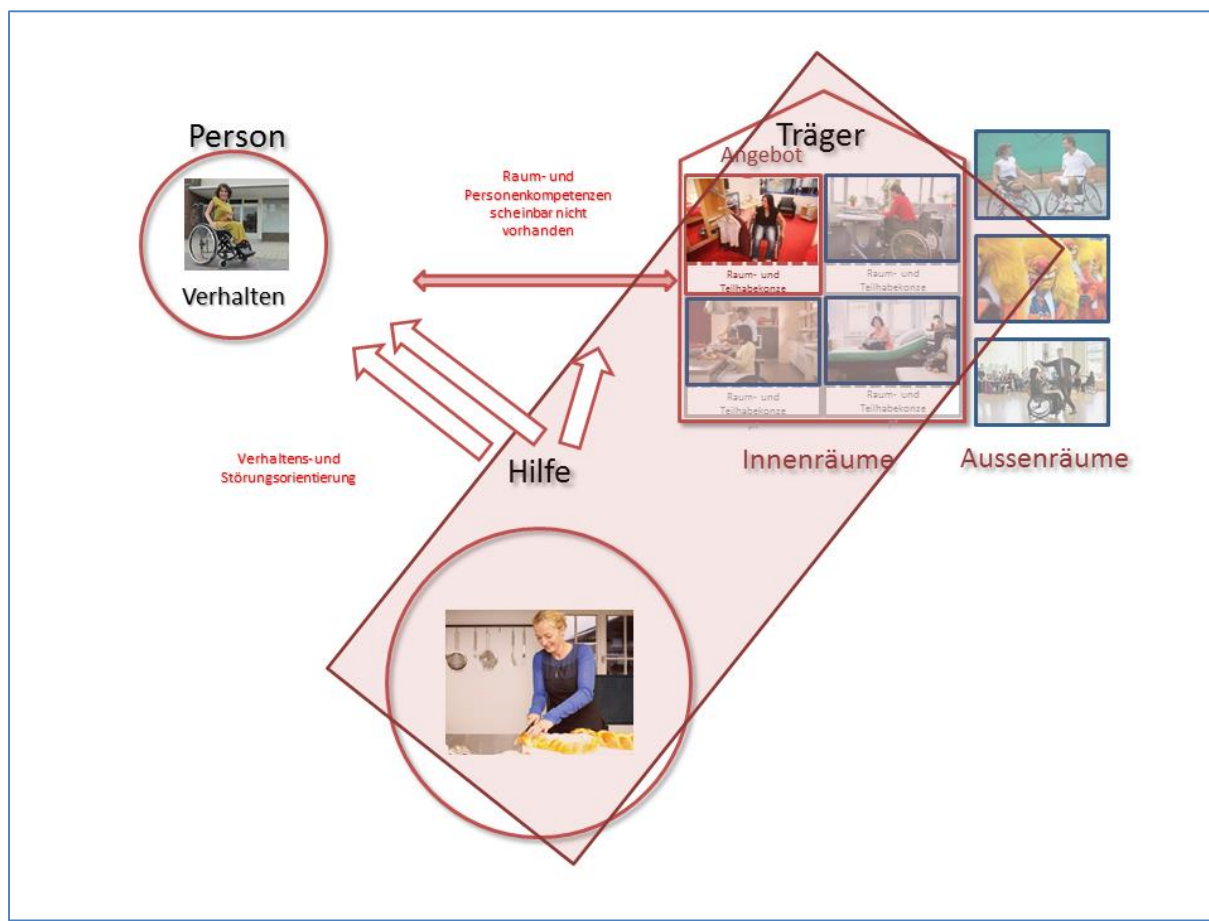 Person
Verhalten
Raum- und
Personenkompetenzen
scheinbar nicht
vorhanden
Träger
Angebot
Raum- und
Teilhabekonze
Raum- und
Teilhabekonze
Raum- und
Teilhabekonze
Raum- und
Teilhabekonze
Innenräume
Aussenräume
Verhaltens-und
Störungsorientierung
Hilfe